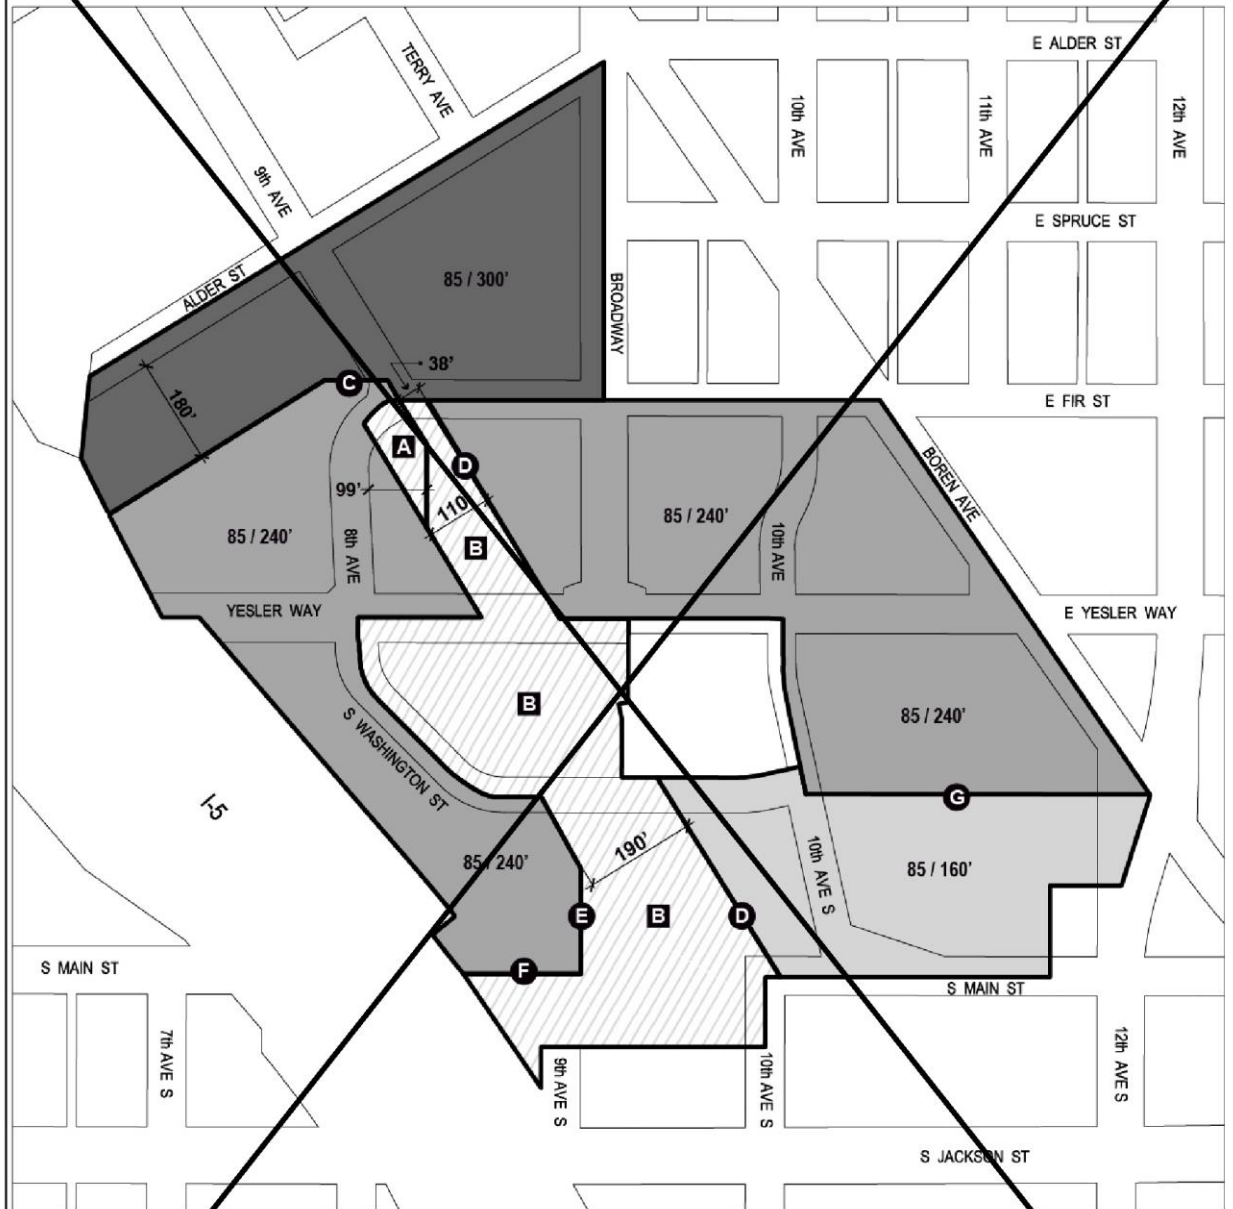 E ALDER ST
TERRY AVE
10th AVE
11th AVE
12th AVE
9th AVE
E SPRUCE ST
ALDER ST
85 / 300'
BROADWAY
38'
C
180'
E FIR ST
A
D
BOREN AVE
99'
110
85 / 240'
85 / 240'
10th AVE
8th AVE
B
YESLER WAY
E YESLER WAY
B
85 / 240'
S WASHINGTON ST
I-5
G
190'
10th AVE S
85 / 240'
85 / 160'
E
B
D
S MAIN ST
F
S MAIN ST
7th AVE S
9th AVE S
10th AVE S
12th AVE S
S JACKSON ST